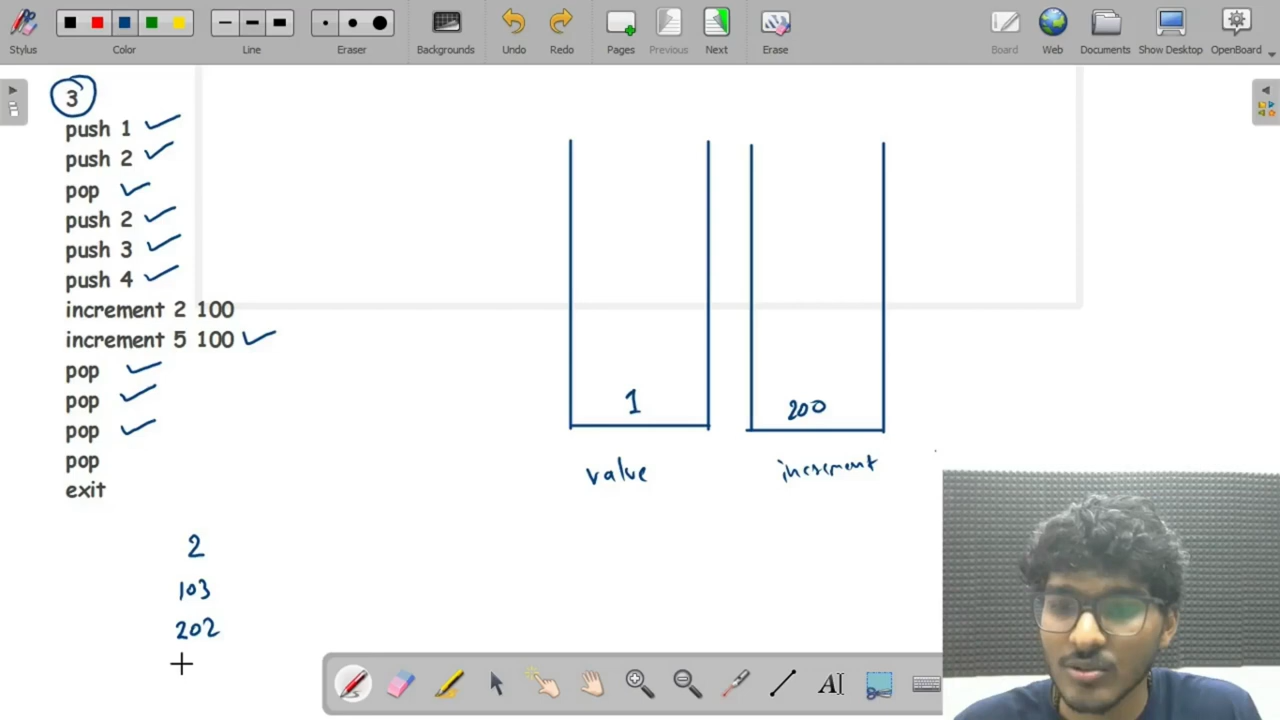 Stylus
Color
Line
Eraser
Backgrounds
Undo
Redo
Pages
Previous
Next
Erase
Board
Web
Documents
Show Desktop
OpenBoard
3
push 1
push 2
pop
push 2
push 3
push 4
increment 2 100
increment 5 100
pop
pop
pop
pop
exit
2
103
202
1
200
value
increment